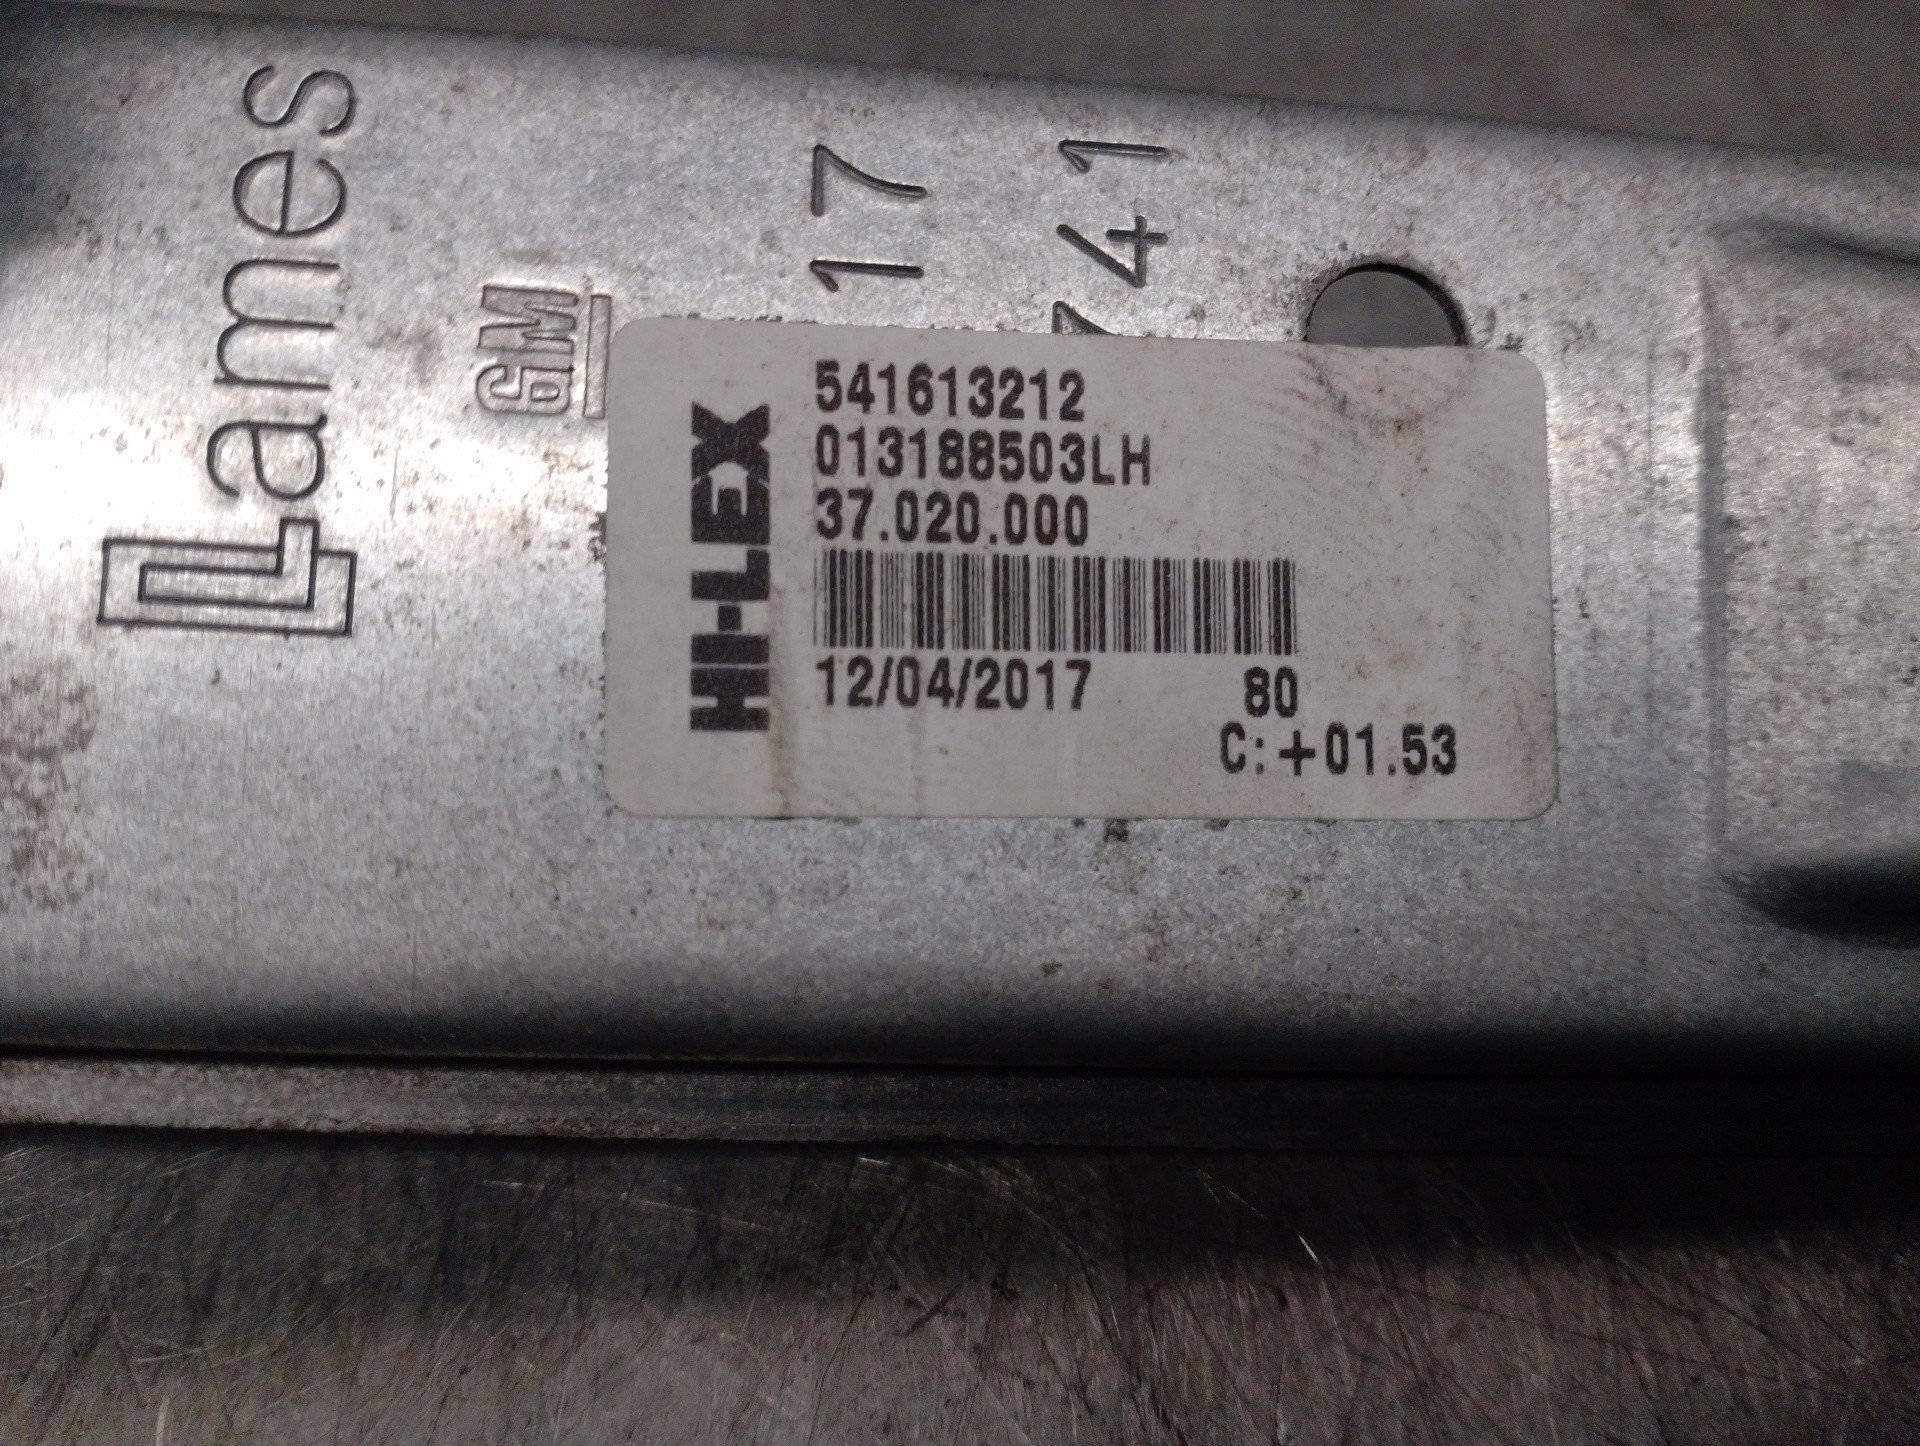 Lames
GM
17
741
HI-LEX
541613212
013188503LH
37.020.000
12/04/2017 80
C:+01.53